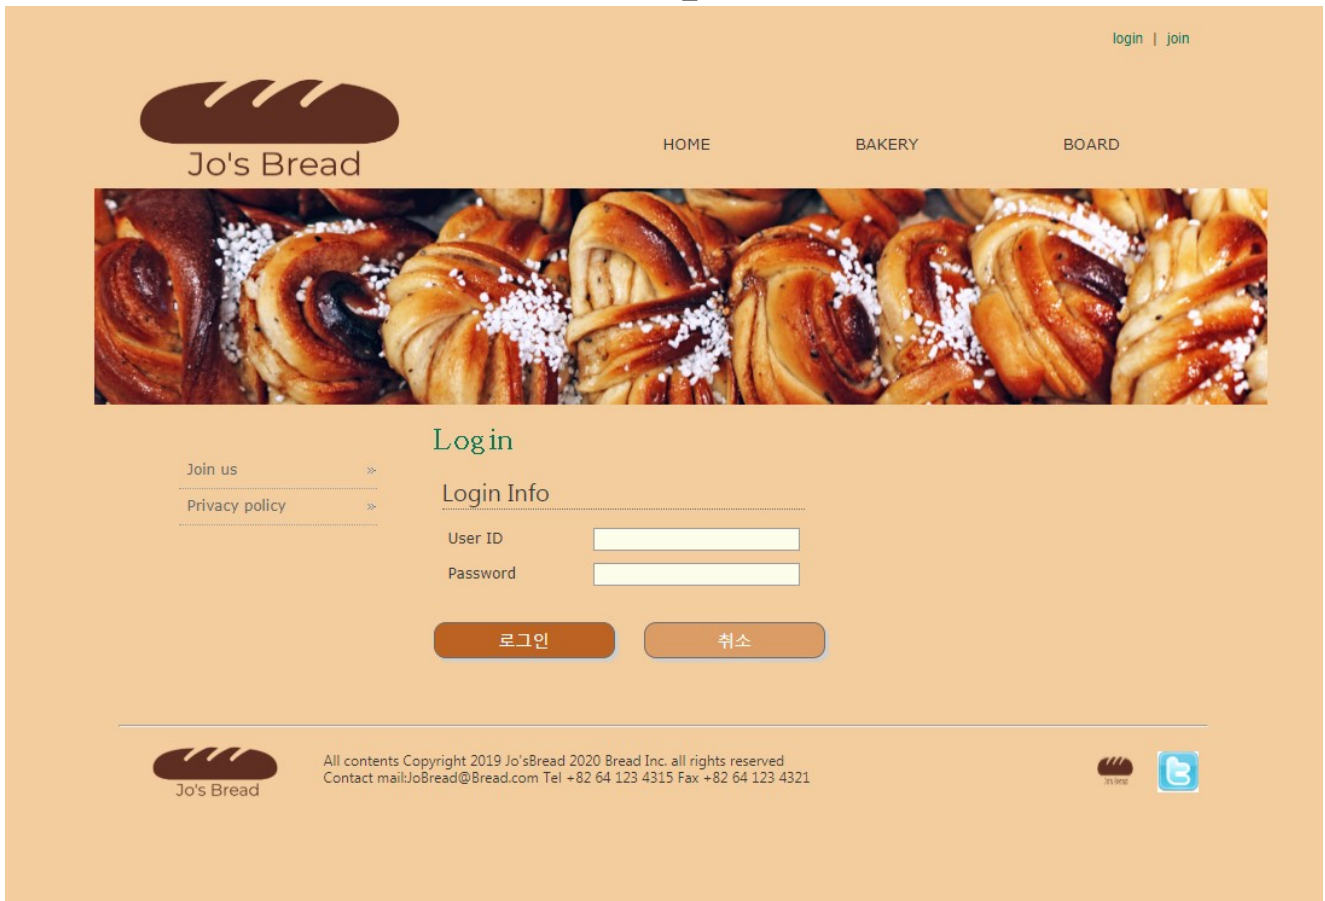 login | join
Jo's Bread
HOME BAKERY BOARD
Login
Join us
Privacy policy
Login Info
User ID
Password
로그인 취소
Jo's Bread
All contents Copyright 2019 Jo'sBread 2020 Bread Inc. all rights reserved
Contact mail:JoBread@Bread.com Tel +82 64 123 4315 Fax +82 64 123 4321
Jo's Bread